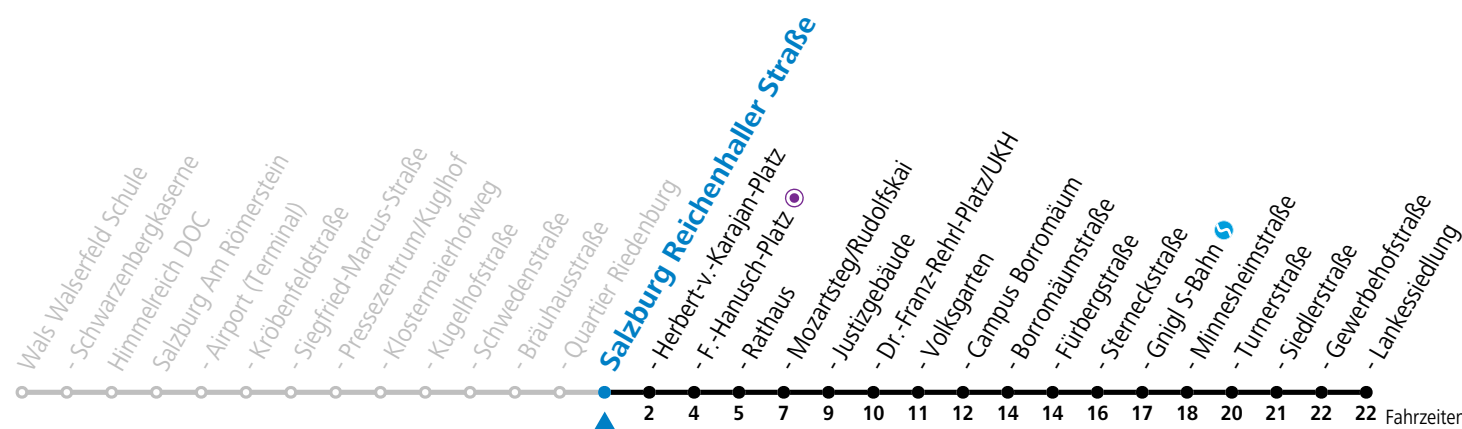 Wals Walserfeld Schule
- Schwarzenbergkaserne
Himmelreich DOC
Salzburg Am Römerstein
- Airport (Terminal)
- Kröbenfeldstraße
- Siegfried-Marcus-Straße
- Pressezentrum/Kuglhof
- Klostermaierhofweg
- Kugelhofstraße
- Schwedenstraße
- Bräuhausstraße
- Quartier Riedenburg
Salzburg Reichenhaller Straße
- Herbert-v.-Karajan-Platz
- F.-Hanusch-Platz
- Rathaus
- Mozartsteg/Rudolfskai
- Justizgebäude
- Dr.-Franz-Rehrl-Platz/UKH
- Volksgarten
- Campus Borromäum
- Borromäumstraße
- Fürbergstraße
- Sterneckstraße
- Gnigl S-Bahn
- Minnesheimstraße
- Turnerstraße
- Siedlerstraße
- Gewerbehofstraße
- Lankessiedlung
2 4 5 7 9 10 11 12 14 14 16 17 18 20 21 22 22 Fahrzeiten